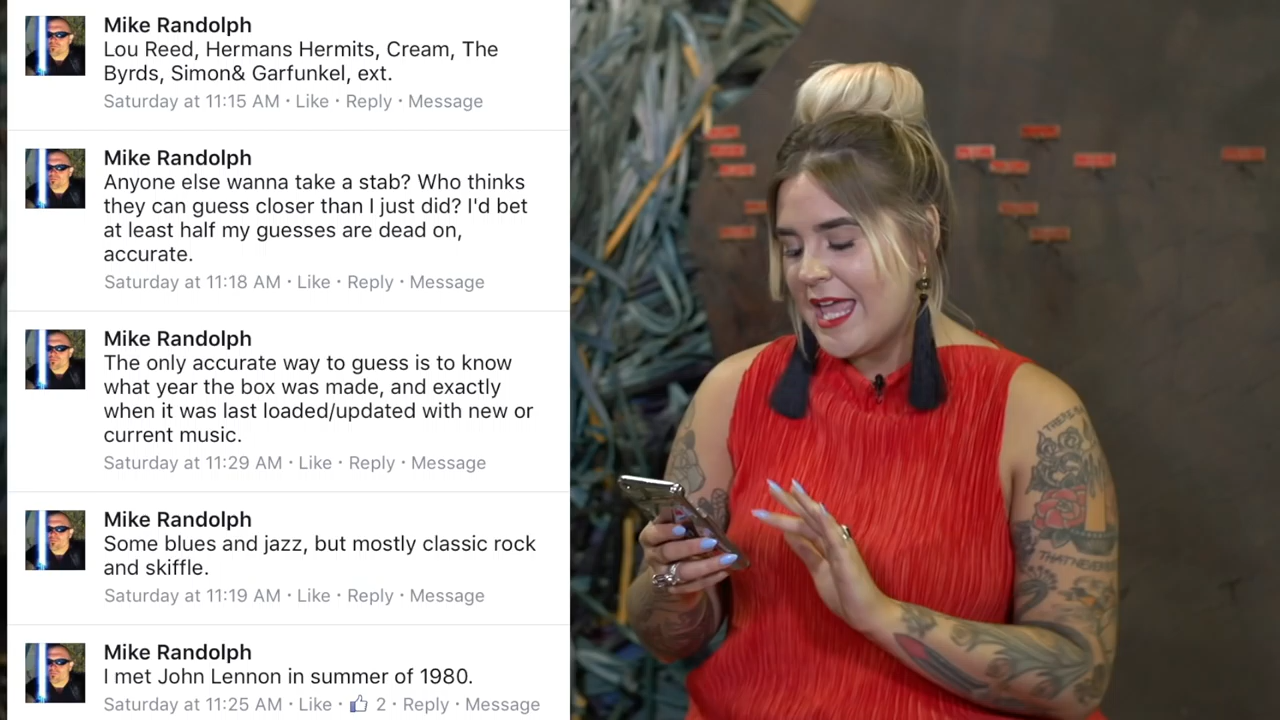 Mike Randolph
Lou Reed, Hermans Hermits, Cream, The
Byrds, Simon& Garfunkel, ext.
Saturday at 11:15 AM · Like · Reply · Message
Mike Randolph
Anyone else wanna take a stab? Who thinks
they can guess closer than I just did? I'd bet
at least half my guesses are dead on,
accurate.
Saturday at 11:18 AM · Like · Reply · Message
Mike Randolph
The only accurate way to guess is to know
what year the box was made, and exactly
when it was last loaded/updated with new or
current music.
Saturday at 11:29 AM · Like · Reply · Message
Mike Randolph
Some blues and jazz, but mostly classic rock
and skiffle.
Saturday at 11:19 AM · Like · Reply · Message
Mike Randolph
I met John Lennon in summer of 1980.
Saturday at 11:25 AM · Like · 2 · Reply · Message